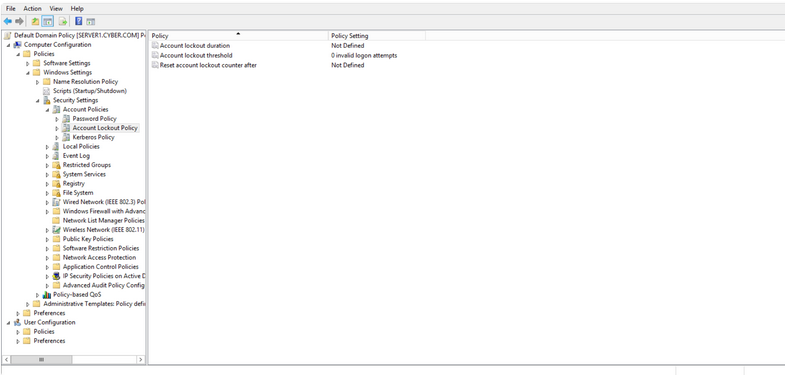 File Action View Help
Default Domain Policy [SERVER1.CYBER.COM] Po
Computer Configuration
Policies
Software Settings
Windows Settings
Name Resolution Policy
Scripts (Startup/Shutdown)
Security Settings
Account Policies
Password Policy
Account Lockout Policy
Kerberos Policy
Local Policies
Event Log
Restricted Groups
System Services
Registry
File System
Wired Network (IEEE 802.3) Pol
Windows Firewall with Advanc
Network List Manager Policies
Wireless Network (IEEE 802.11)
Public Key Policies
Software Restriction Policies
Network Access Protection
Application Control Policies
IP Security Policies on Active D
Advanced Audit Policy Config
Policy-based QoS
Administrative Templates: Policy defi
Preferences
User Configuration
Policies
Preferences
Policy Policy Setting
Account lockout duration Not Defined
Account lockout threshold 0 invalid logon attempts
Reset account lockout counter after Not Defined